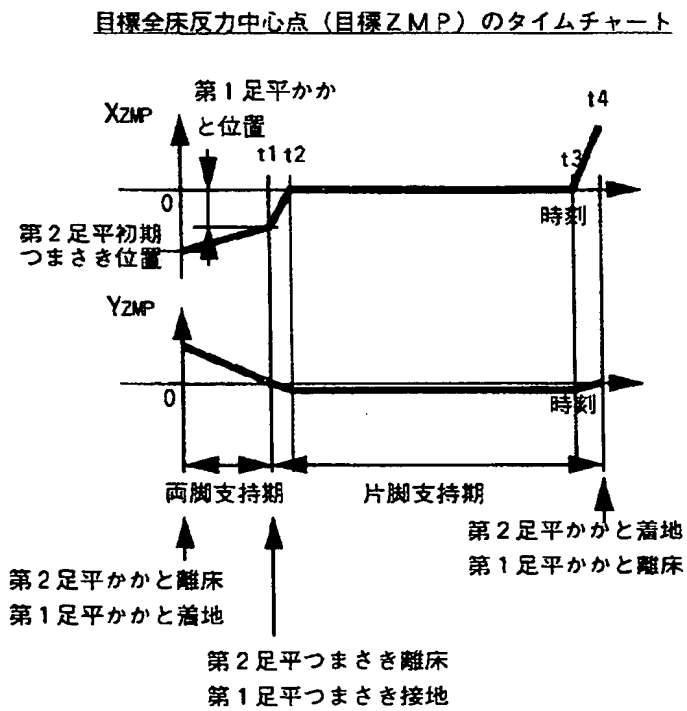 目標全床反力中心点(目標ZMP)のタイムチャート
第1足平かか
と位置
XZMP
t1
t2
t3
t4
0
時刻
第2足平初期
つまさき位置
YZMP
0
時刻
両脚支持期
片脚支持期
第2足平かかと着地
第1足平かかと離床
第2足平かかと離床
第1足平かかと着地
第2足平つまさき離床
第1足平つまさき接地